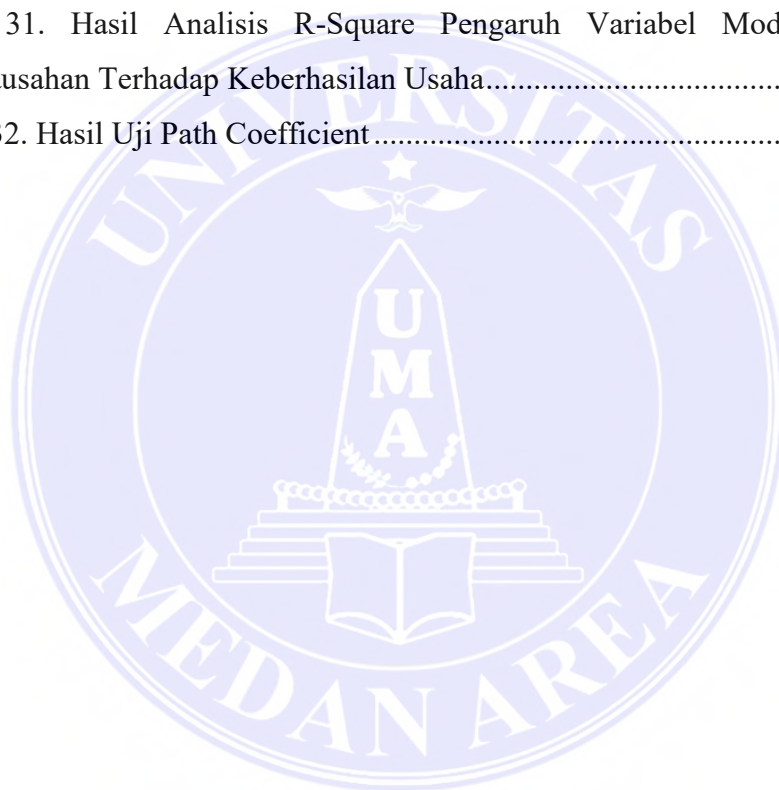 31. Hasil Analisis R-Square Pengaruh Variabel Mod
usahan Terhadap Keberhasilan Usaha
2. Hasil Uji Path Coefficient
UNIVERSITAS
UMA
MEDAN AREA